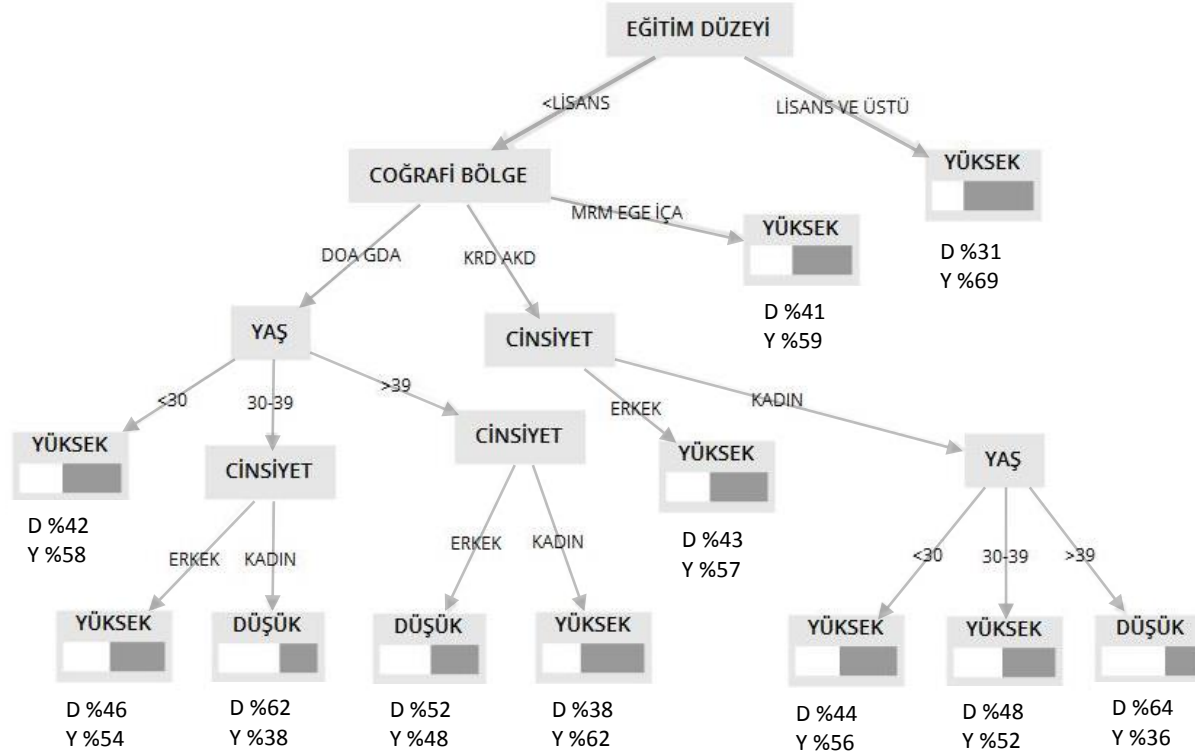 EĞİTİM DÜZEYİ
<LİSANS
LİSANS VE ÜSTÜ
COĞRAFİ BÖLGE
YÜKSEK
D %31
Y %69
MRM EGE İÇA
YÜKSEK
D %41
Y %59
DOA GDA
KRD AKD
YAŞ
CİNSİYET
<30
30-39
>39
ERKEK
KADIN
YÜKSEK
D %42
Y %58
CİNSİYET
CİNSİYET
YÜKSEK
D %43
Y %57
YAŞ
ERKEK
KADIN
ERKEK
KADIN
<30
30-39
>39
YÜKSEK
D %46
Y %54
DÜŞÜK
D %62
Y %38
DÜŞÜK
D %52
Y %48
YÜKSEK
D %38
Y %62
YÜKSEK
D %44
Y %56
YÜKSEK
D %48
Y %52
DÜŞÜK
D %64
Y %36